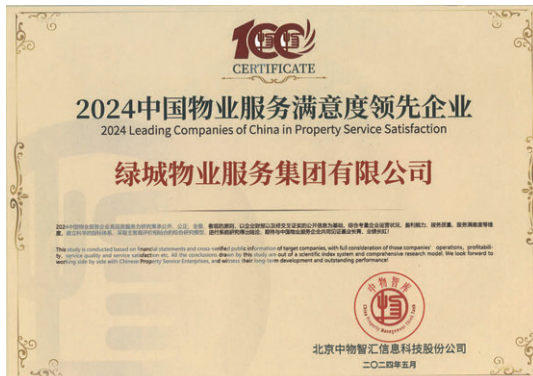 100
CERTIFICATE
2024中国物业服务满意度领先企业
2024 Leading Companies of China in Property Service Satisfaction
绿城物业服务集团有限公司
This study is conducted based on financial statements and cross-verified public information of target companies, with full consideration of those companies' operations, profitabili-
ty, service quality and service satisfaction etc. All the conclusions drawn by this study are out of a scientific index system and comprehensive research model. We look forward to
working side by side with Chinese Property Service Enterprises, and witness their long-term development and outstanding performance!
中物智库
China Property Management Think Tank
北京中物智汇信息科技股份公司
二〇二四年五月